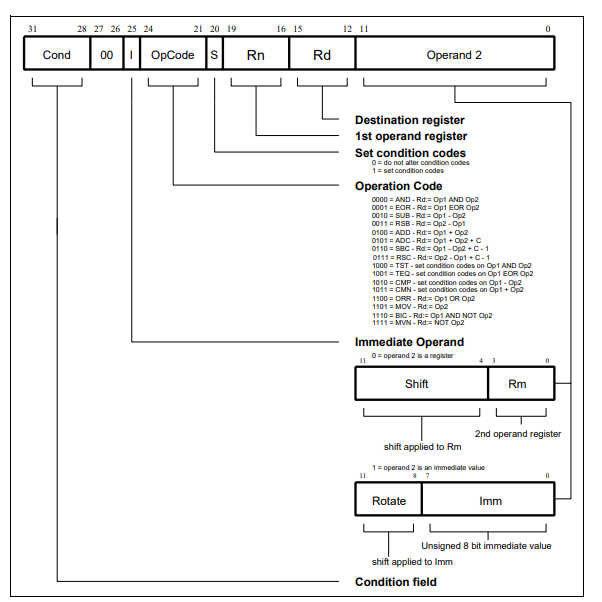 31 28 27 26 25 24 21 20 19 16 15 12 11 0
Cond 00 I OpCode S Rn Rd Operand 2
Destination register
1st operand register
Set condition codes
0 = do not alter condition codes
1 = set condition codes
Operation Code
0000 = AND - Rd:= Op1 AND Op2
0001 = EOR - Rd:= Op1 EOR Op2
0010 = SUB - Rd:= Op1 - Op2
0011 = RSB - Rd:= Op2 - Op1
0100 = ADD - Rd:= Op1 + Op2
0101 = ADC - Rd:= Op1 + Op2 + C
0110 = SBC - Rd:= Op1 - Op2 + C - 1
0111 = RSC - Rd:= Op2 - Op1 + C - 1
1000 = TST - set condition codes on Op1 AND Op2
1001 = TEQ - set condition codes on Op1 EOR Op2
1010 = CMP - set condition codes on Op1 - Op2
1011 = CMN - set condition codes on Op1 + Op2
1100 = ORR - Rd:= Op1 OR Op2
1101 = MOV - Rd:= Op2
1110 = BIC - Rd:= Op1 AND NOT Op2
1111 = MVN - Rd:= NOT Op2
Immediate Operand
0 = operand 2 is a register
11 4 3 0
Shift Rm
2nd operand register
shift applied to Rm
1 = operand 2 is an immediate value
11 8 7 0
Rotate Imm
Unsigned 8 bit immediate value
shift applied to Imm
Condition field